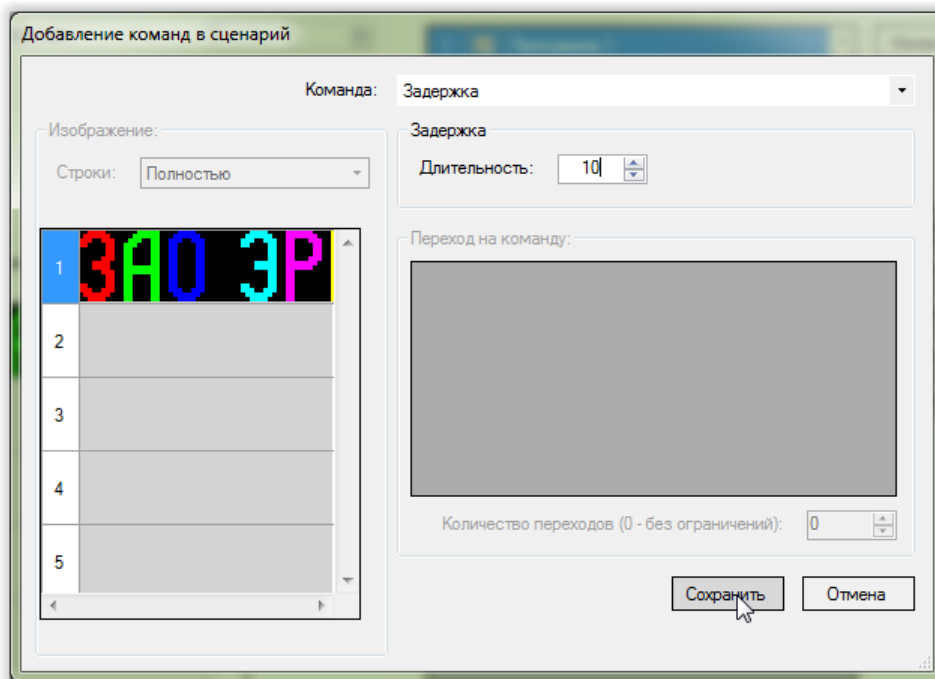 Добавление команд в сценарий
Команда: Задержка
Изображение:
Строки: Полностью
1 ЗАО ЭР
2
3
4
5
Задержка
Длительность: 10
Переход на команду:
Количество переходов (0 - без ограничений): 0
Сохранить Отмена